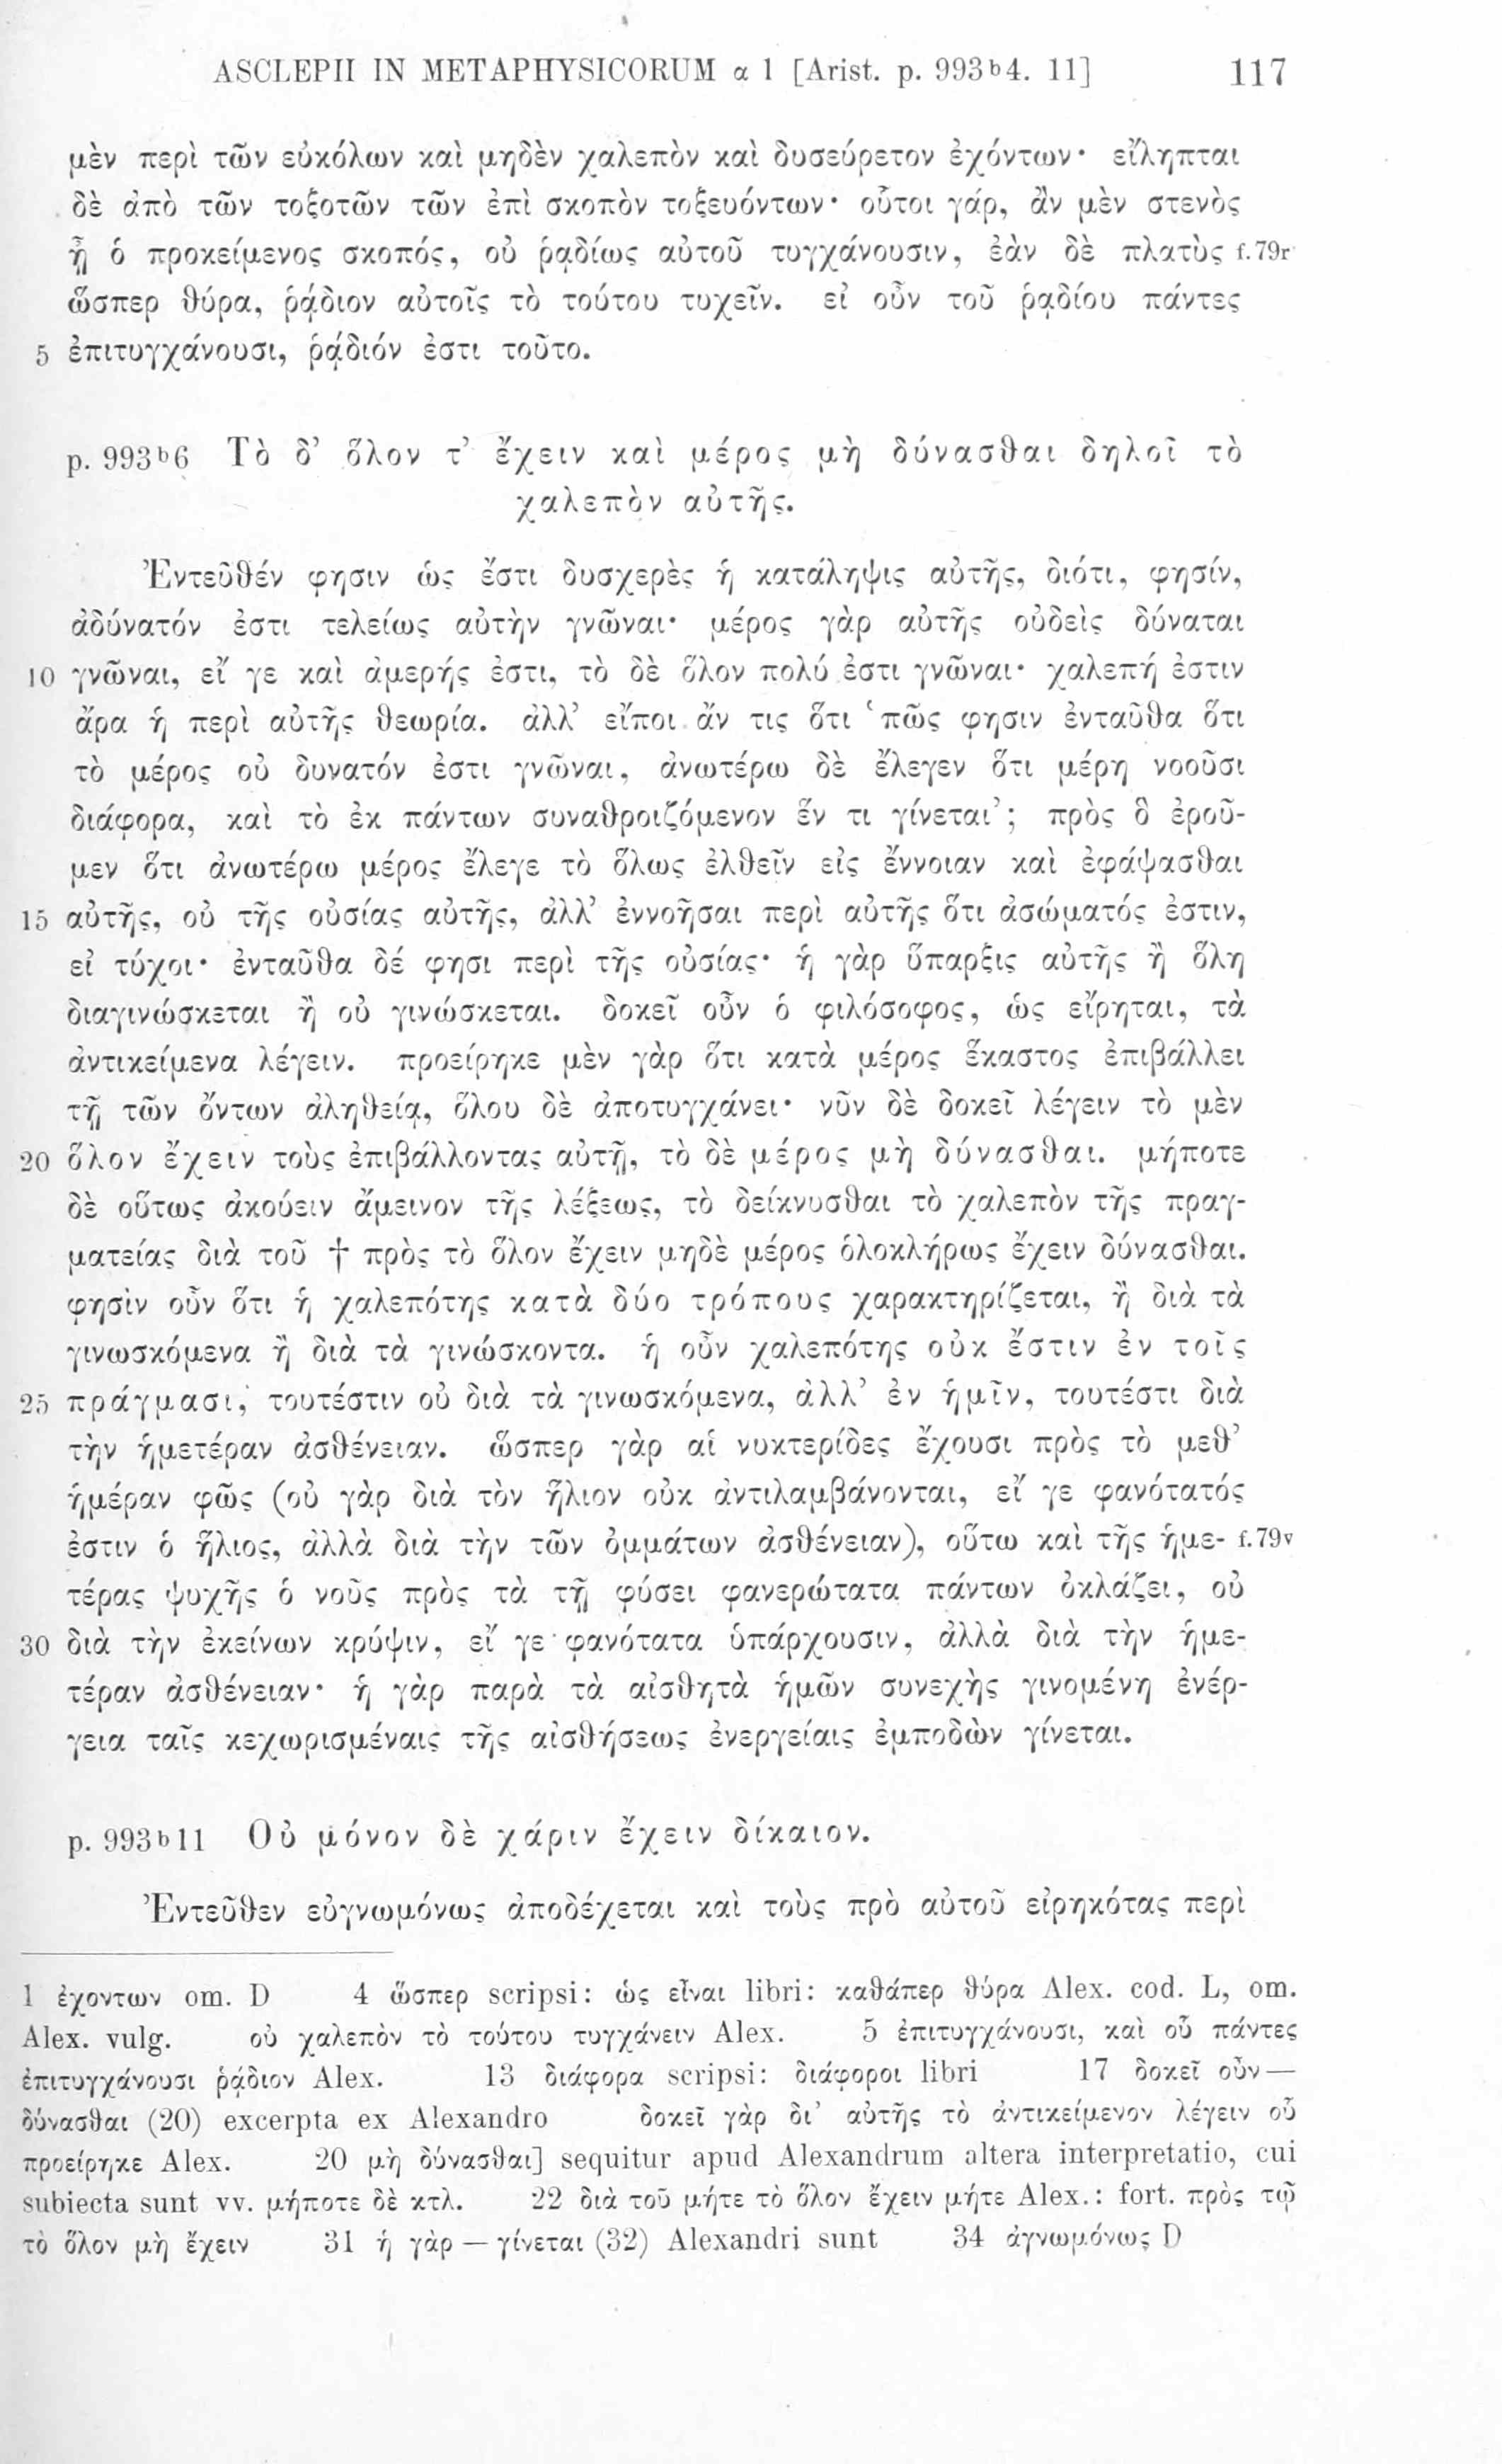 ASCLEPII IN METAPHYSICORUM α 1 [Arist. p. 993ᵇ4. 11] 117
μὲν περὶ τῶν εὐκόλων καὶ μηδὲν χαλεπὸν καὶ δυσεύρετον ἐχόντων· εἴληπται
δὲ ἀπὸ τῶν τοξοτῶν τῶν ἐπὶ σκοπὸν τοξευόντων· οὗτοι γάρ, ἂν μὲν στενὸς
ᾖ ὁ προκείμενος σκοπός, οὐ ῥᾳδίως αὐτοῦ τυγχάνουσιν, ἐὰν δὲ πλατὺς f.79r
ὥσπερ θύρα, ῥᾴδιον αὐτοῖς τὸ τούτου τυχεῖν. εἰ οὖν τοῦ ῥᾳδίου πάντες
5 ἐπιτυγχάνουσι, ῥᾴδιόν ἐστι τοῦτο.
p. 993ᵇ6 Τὸ δ’ ὅλον τ’ ἔχειν καὶ μέρος μὴ δύνασθαι δηλοῖ τὸ
χαλεπὸν αὐτῆς.
Ἐντεῦθέν φησιν ὡς ἔστι δυσχερὲς ἡ κατάληψις αὐτῆς, διότι, φησίν,
ἀδύνατόν ἐστι τελείως αὐτὴν γνῶναι· μέρος γὰρ αὐτῆς οὐδεὶς δύναται
10 γνῶναι, εἴ γε καὶ ἀμερής ἐστι, τὸ δὲ ὅλον πολύ ἐστι γνῶναι· χαλεπή ἐστιν
ἄρα ἡ περὶ αὐτῆς θεωρία. ἀλλ’ εἴποι ἄν τις ὅτι ‘πῶς φησιν ἐνταῦθα ὅτι
τὸ μέρος οὐ δυνατόν ἐστι γνῶναι, ἀνωτέρω δὲ ἔλεγεν ὅτι μέρη νοοῦσι
διάφορα, καὶ τὸ ἐκ πάντων συναθροιζόμενον ἕν τι γίνεται’; πρὸς ὃ ἐροῦ-
μεν ὅτι ἀνωτέρω μέρος ἔλεγε τὸ ὅλως ἐλθεῖν εἰς ἔννοιαν καὶ ἐφάψασθαι
15 αὐτῆς, οὐ τῆς οὐσίας αὐτῆς, ἀλλ’ ἐννοῆσαι περὶ αὐτῆς ὅτι ἀσώματός ἐστιν,
εἰ τύχοι· ἐνταῦθα δέ φησι περὶ τῆς οὐσίας· ἡ γὰρ ὕπαρξις αὐτῆς ἢ ὅλη
διαγινώσκεται ἢ οὐ γινώσκεται. δοκεῖ οὖν ὁ φιλόσοφος, ὡς εἴρηται, τὰ
ἀντικείμενα λέγειν. προείρηκε μὲν γὰρ ὅτι κατὰ μέρος ἕκαστος ἐπιβάλλει
τῇ τῶν ὄντων ἀληθείᾳ, ὅλου δὲ ἀποτυγχάνει· νῦν δὲ δοκεῖ λέγειν τὸ μὲν
20 ὅλον ἔχειν τοὺς ἐπιβάλλοντας αὐτῇ, τὸ δὲ μέρος μὴ δύνασθαι. μήποτε
δὲ οὕτως ἀκούειν ἄμεινον τῆς λέξεως, τὸ δείκνυσθαι τὸ χαλεπὸν τῆς πραγ-
ματείας διὰ τοῦ † πρὸς τὸ ὅλον ἔχειν μηδὲ μέρος ὁλοκλήρως ἔχειν δύνασθαι.
φησὶν οὖν ὅτι ἡ χαλεπότης κατὰ δύο τρόπους χαρακτηρίζεται, ἢ διὰ τὰ
γινωσκόμενα ἢ διὰ τὰ γινώσκοντα. ἡ οὖν χαλεπότης οὐκ ἔστιν ἐν τοῖς
25 πράγμασι, τουτέστιν οὐ διὰ τὰ γινωσκόμενα, ἀλλ’ ἐν ἡμῖν, τουτέστι διὰ
τὴν ἡμετέραν ἀσθένειαν. ὥσπερ γὰρ αἱ νυκτερίδες ἔχουσι πρὸς τὸ μεθ’
ἡμέραν φῶς (οὐ γὰρ διὰ τὸν ἥλιον οὐκ ἀντιλαμβάνονται, εἴ γε φανότατός
ἐστιν ὁ ἥλιος, ἀλλὰ διὰ τὴν τῶν ὀμμάτων ἀσθένειαν), οὕτω καὶ τῆς ἡμε- f.79v
τέρας ψυχῆς ὁ νοῦς πρὸς τὰ τῇ φύσει φανερώτατα πάντων ὀκλάζει, οὐ
30 διὰ τὴν ἐκείνων κρύψιν, εἴ γε φανότατα ὑπάρχουσιν, ἀλλὰ διὰ τὴν ἡμε-
τέραν ἀσθένειαν· ἡ γὰρ παρὰ τὰ αἰσθητὰ ἡμῶν συνεχὴς γινομένη ἐνέρ-
γεια ταῖς κεχωρισμέναις τῆς αἰσθήσεως ἐνεργείαις ἐμποδὼν γίνεται.
p. 993ᵇ11 Οὐ μόνον δὲ χάριν ἔχειν δίκαιον.
Ἐντεῦθεν εὐγνωμόνως ἀποδέχεται καὶ τοὺς πρὸ αὐτοῦ εἰρηκότας περὶ
1 ἐχοντων om. D 4 ὥσπερ scripsi: ὡς εἶναι libri: καθάπερ θύρα Alex. cod. L, om.
Alex. vulg. οὐ χαλεπὸν τὸ τούτου τυγχάνειν Alex. 5 ἐπιτυγχάνουσι, καὶ οὗ πάντες
ἐπιτυγχάνουσι ῥᾴδιον Alex. 13 διάφορα scripsi: διάφοροι libri 17 δοκεῖ οὖν—
δύνασθαι (20) excerpta ex Alexandro δοκεῖ γὰρ δι’ αὐτῆς τὸ ἀντικείμενον λέγειν οὗ
προείρηκε Alex. 20 μὴ δύνασθαι] sequitur apud Alexandrum altera interpretatio, cui
subiecta sunt vv. μήποτε δὲ κτλ. 22 διὰ τοῦ μήτε τὸ ὅλον ἔχειν μήτε Alex.: fort. πρὸς τῷ
τὸ ὅλον μὴ ἔχειν 31 ἡ γὰρ — γίνεται (32) Alexandri sunt 34 ἀγνωμόνως D